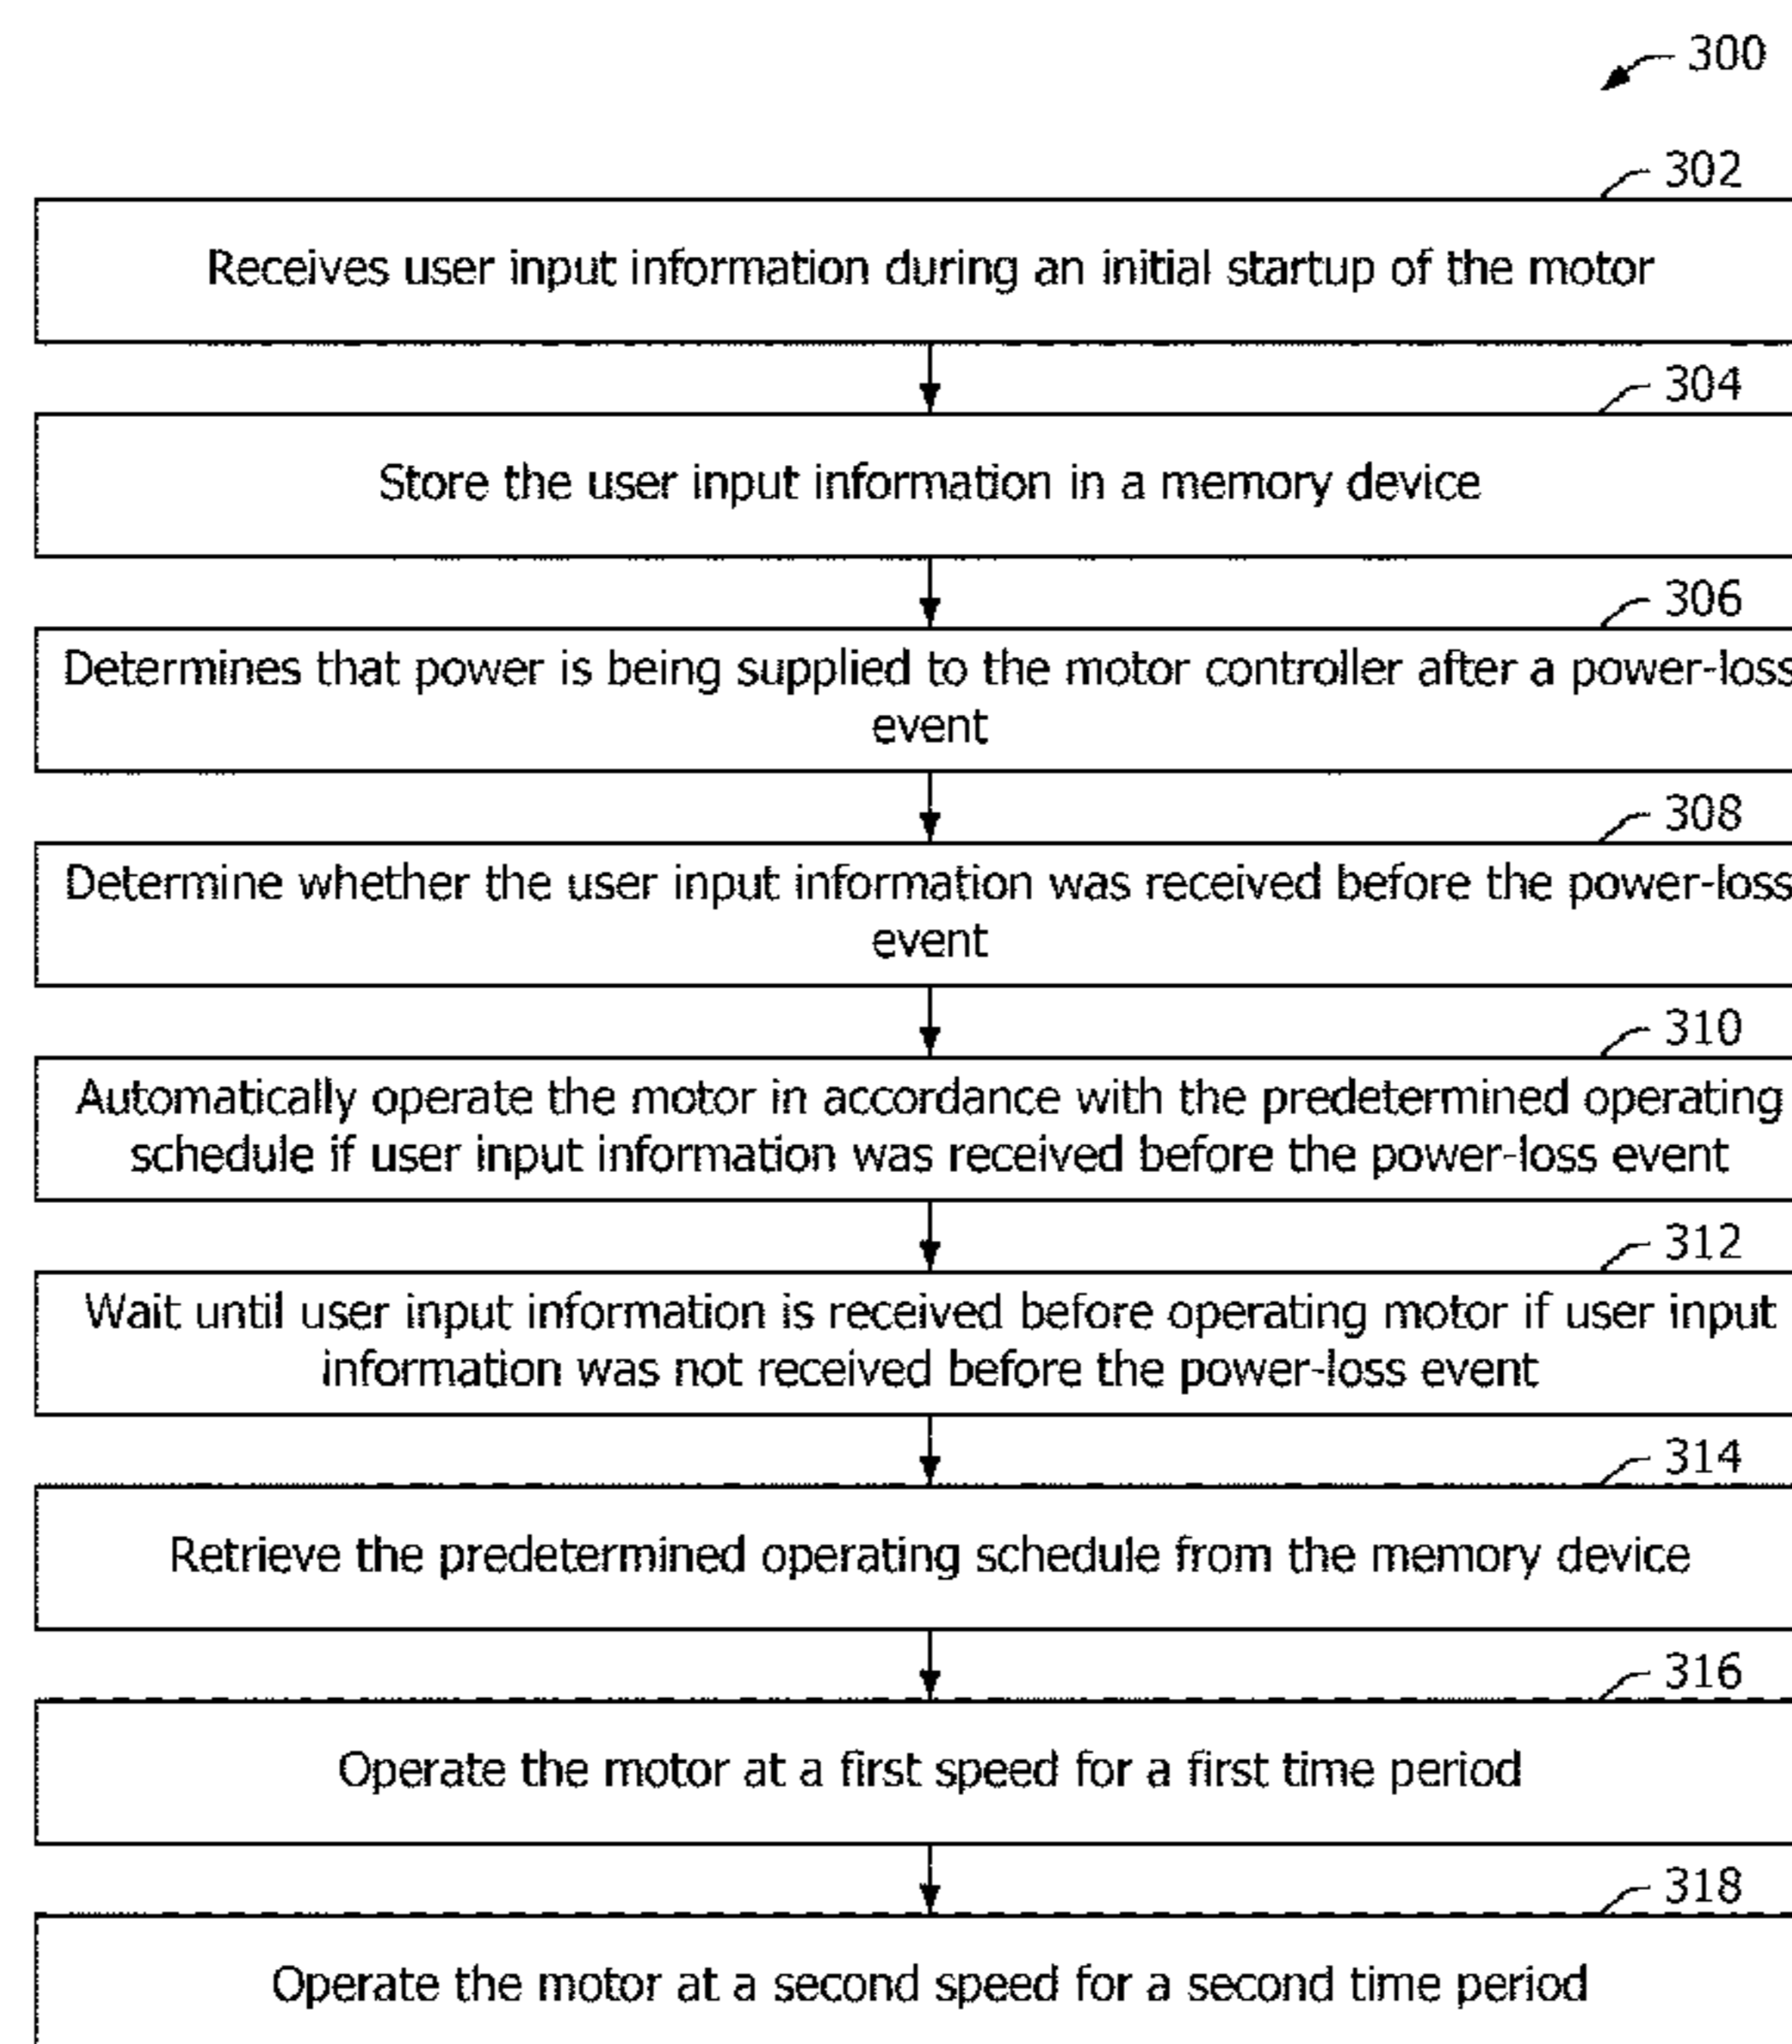 300
302
Receives user input information during an initial startup of the motor
304
Store the user input information in a memory device
306
Determines that power is being supplied to the motor controller after a power-loss
event
308
Determine whether the user input information was received before the power-loss
event
310
Automatically operate the motor in accordance with the predetermined operating
schedule if user input information was received before the power-loss event
312
Wait until user input information is received before operating motor if user input
information was not received before the power-loss event
314
Retrieve the predetermined operating schedule from the memory device
316
Operate the motor at a first speed for a first time period
318
Operate the motor at a second speed for a second time period